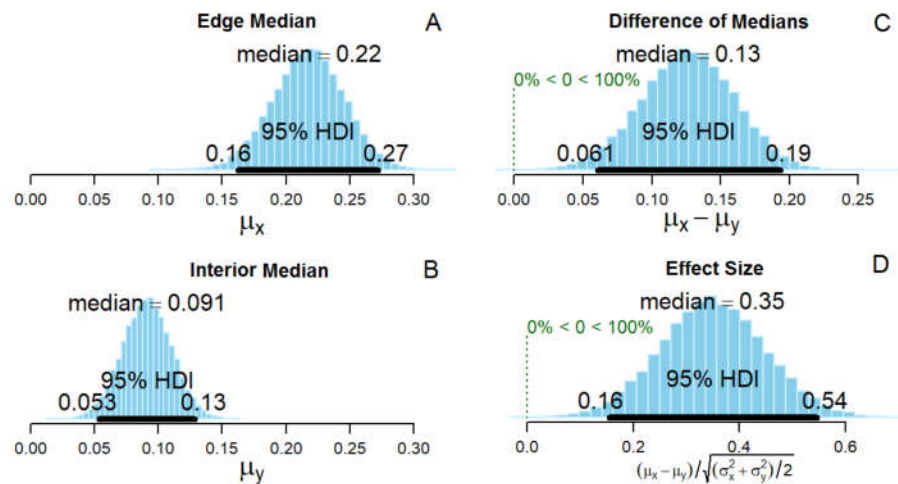 Edge Median
A
median = 0.22
95% HDI
0.16
0.27
0.00 0.05 0.10 0.15 0.20 0.25 0.30
μx
Difference of Medians
C
median = 0.13
0% < 0 < 100%
95% HDI
0.061
0.19
0.00 0.05 0.10 0.15 0.20 0.25
μx − μy
Interior Median
B
median = 0.091
95% HDI
0.053
0.13
0.00 0.05 0.10 0.15 0.20 0.25 0.30
μy
Effect Size
D
median = 0.35
0% < 0 < 100%
95% HDI
0.16
0.54
0.0 0.2 0.4 0.6
(μx − μy)/√(σx² + σy²)/2